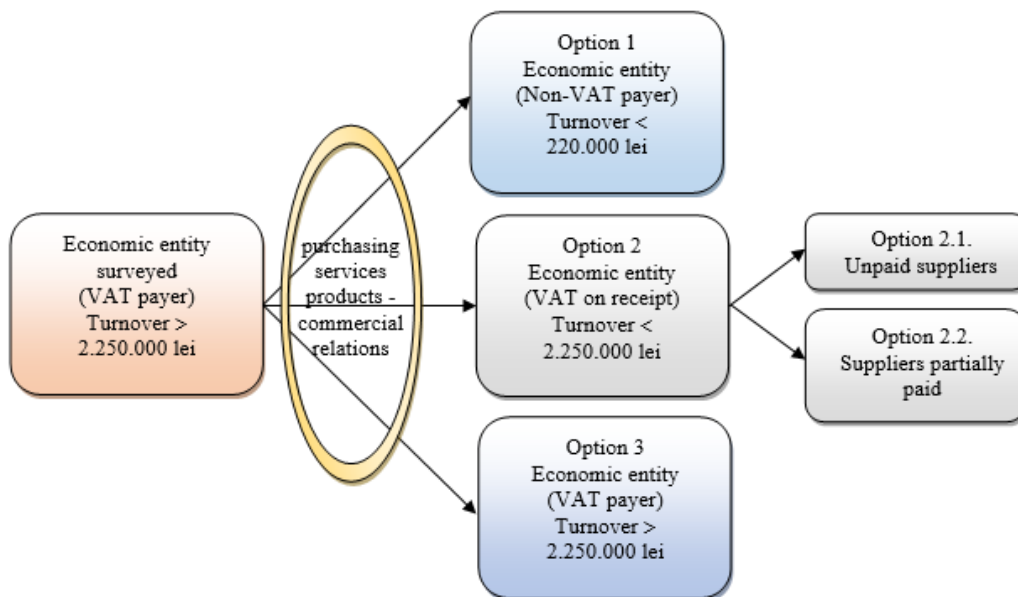 Economic entity
surveyed
(VAT payer)
Turnover >
2.250.000 lei
purchasing
services
products -
commercial
relations
Option 1
Economic entity
(Non-VAT payer)
Turnover <
220.000 lei
Option 2
Economic entity
(VAT on receipt)
Turnover <
2.250.000 lei
Option 3
Economic entity
(VAT payer)
Turnover >
2.250.000 lei
Option 2.1.
Unpaid suppliers
Option 2.2.
Suppliers partially
paid